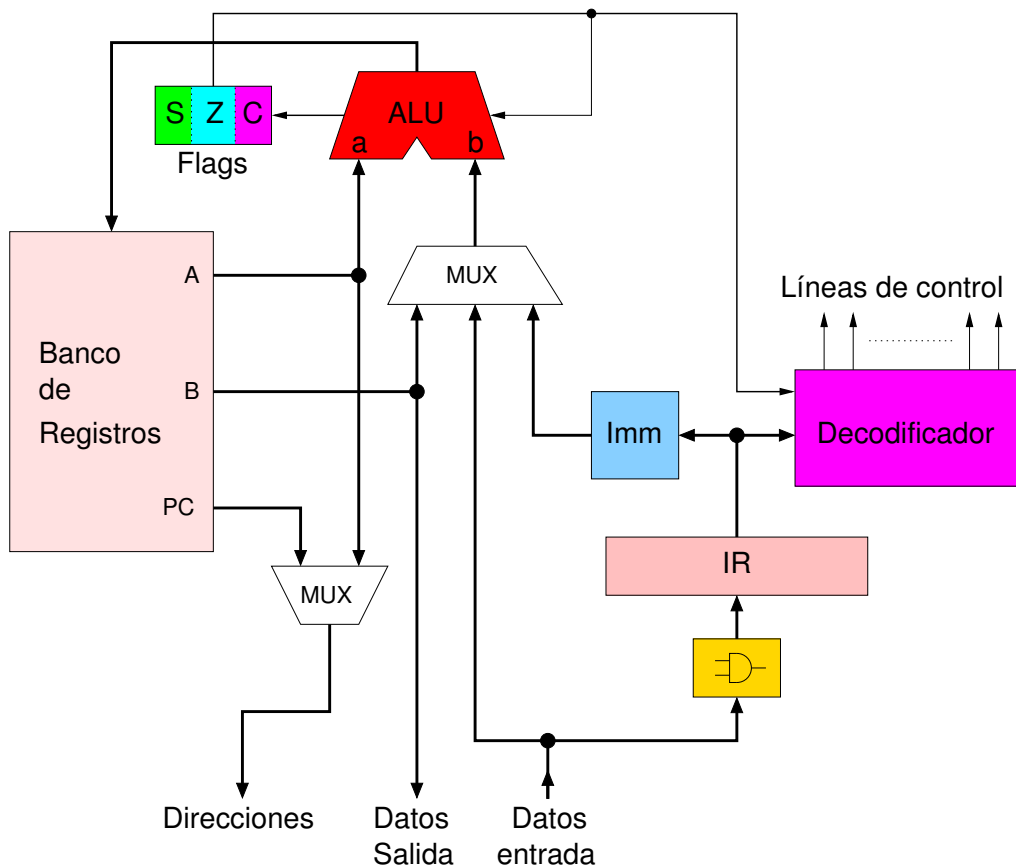 S Z C
ALU
a
b
Flags
A
MUX
Líneas de control
Banco
de
Registros
B
Imm
Decodificador
PC
IR
MUX
Direcciones
Datos
Salida
Datos
entrada